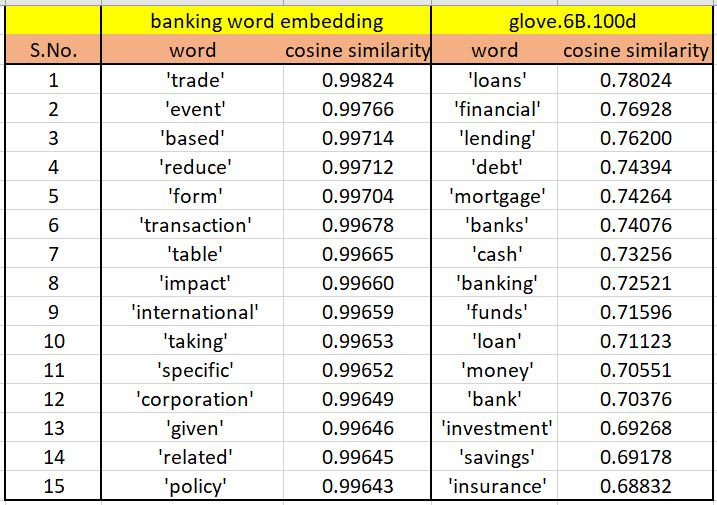 banking word embedding glove.6B.100d
S.No. word cosine similarity word cosine similarity
1 'trade' 0.99824 'loans' 0.78024
2 'event' 0.99766 'financial' 0.76928
3 'based' 0.99714 'lending' 0.76200
4 'reduce' 0.99712 'debt' 0.74394
5 'form' 0.99704 'mortgage' 0.74264
6 'transaction' 0.99678 'banks' 0.74076
7 'table' 0.99665 'cash' 0.73256
8 'impact' 0.99660 'banking' 0.72521
9 'international' 0.99659 'funds' 0.71596
10 'taking' 0.99653 'loan' 0.71123
11 'specific' 0.99652 'money' 0.70551
12 'corporation' 0.99649 'bank' 0.70376
13 'given' 0.99646 'investment' 0.69268
14 'related' 0.99645 'savings' 0.69178
15 'policy' 0.99643 'insurance' 0.68832